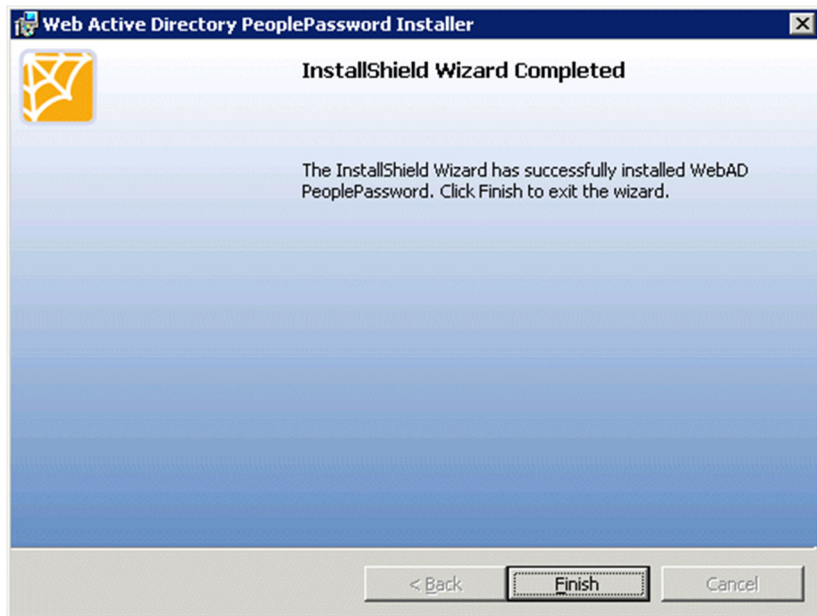 Web Active Directory PeoplePassword Installer
InstallShield Wizard Completed
The InstallShield Wizard has successfully installed WebAD
PeoplePassword. Click Finish to exit the wizard.
< Back
Finish
Cancel